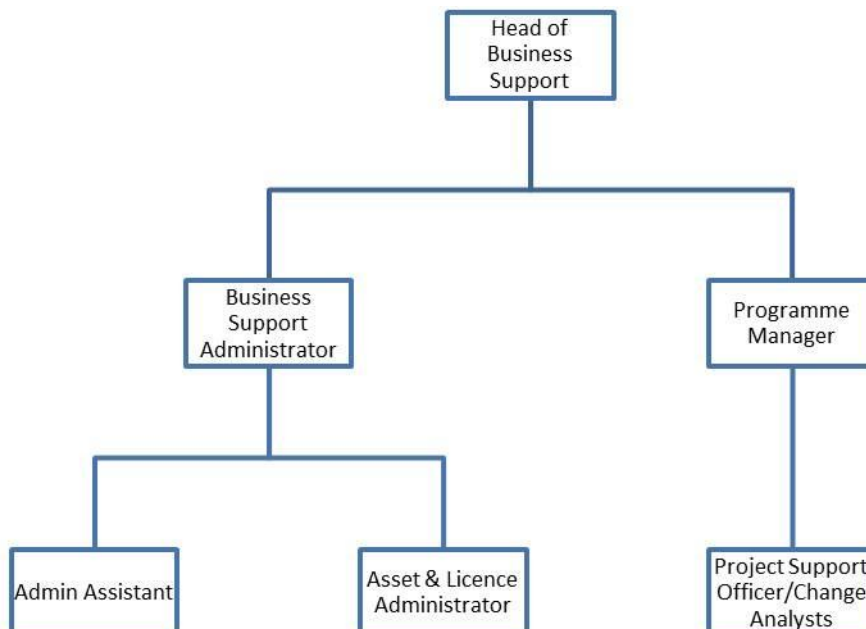 Head of
Business
Support
Business
Support
Administrator
Programme
Manager
Admin Assistant
Asset & Licence
Administrator
Project Support
Officer/Change
Analysts